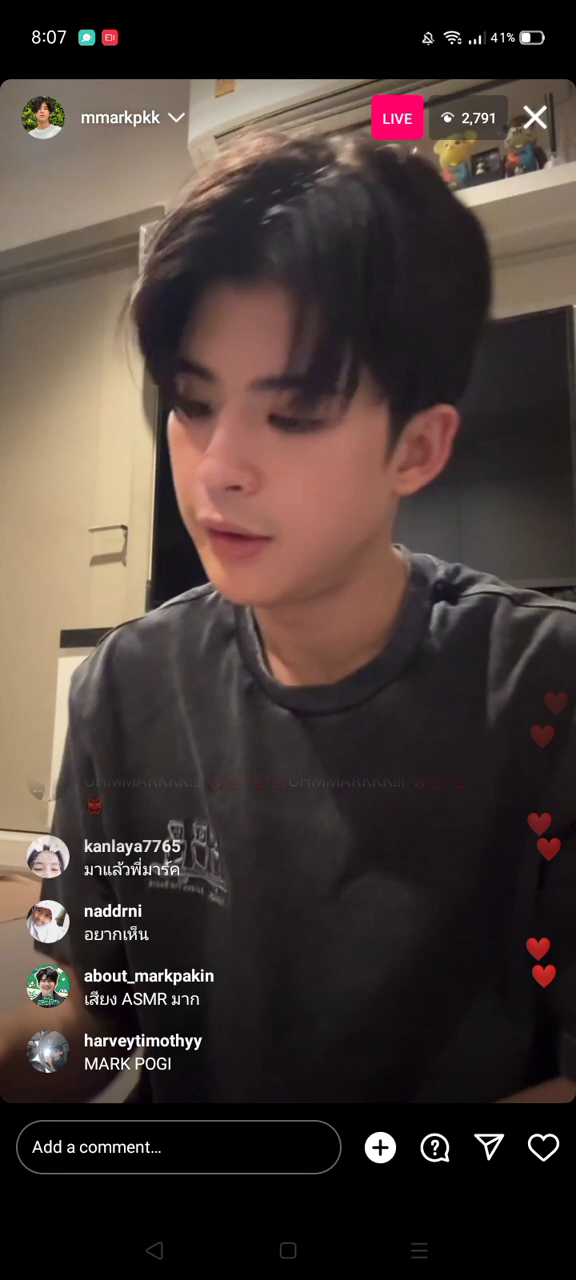 8:07
41%
mmarkpkk
LIVE
2,791
OHMMARKKK!!! OHMMARKKK!!!
kanlaya7765
มาแล้วพี่มาร์ค
naddrni
อยากเห็น
about_markpakin
เสียง ASMR มาก
harveytimothyy
MARK POGI
Add a comment…